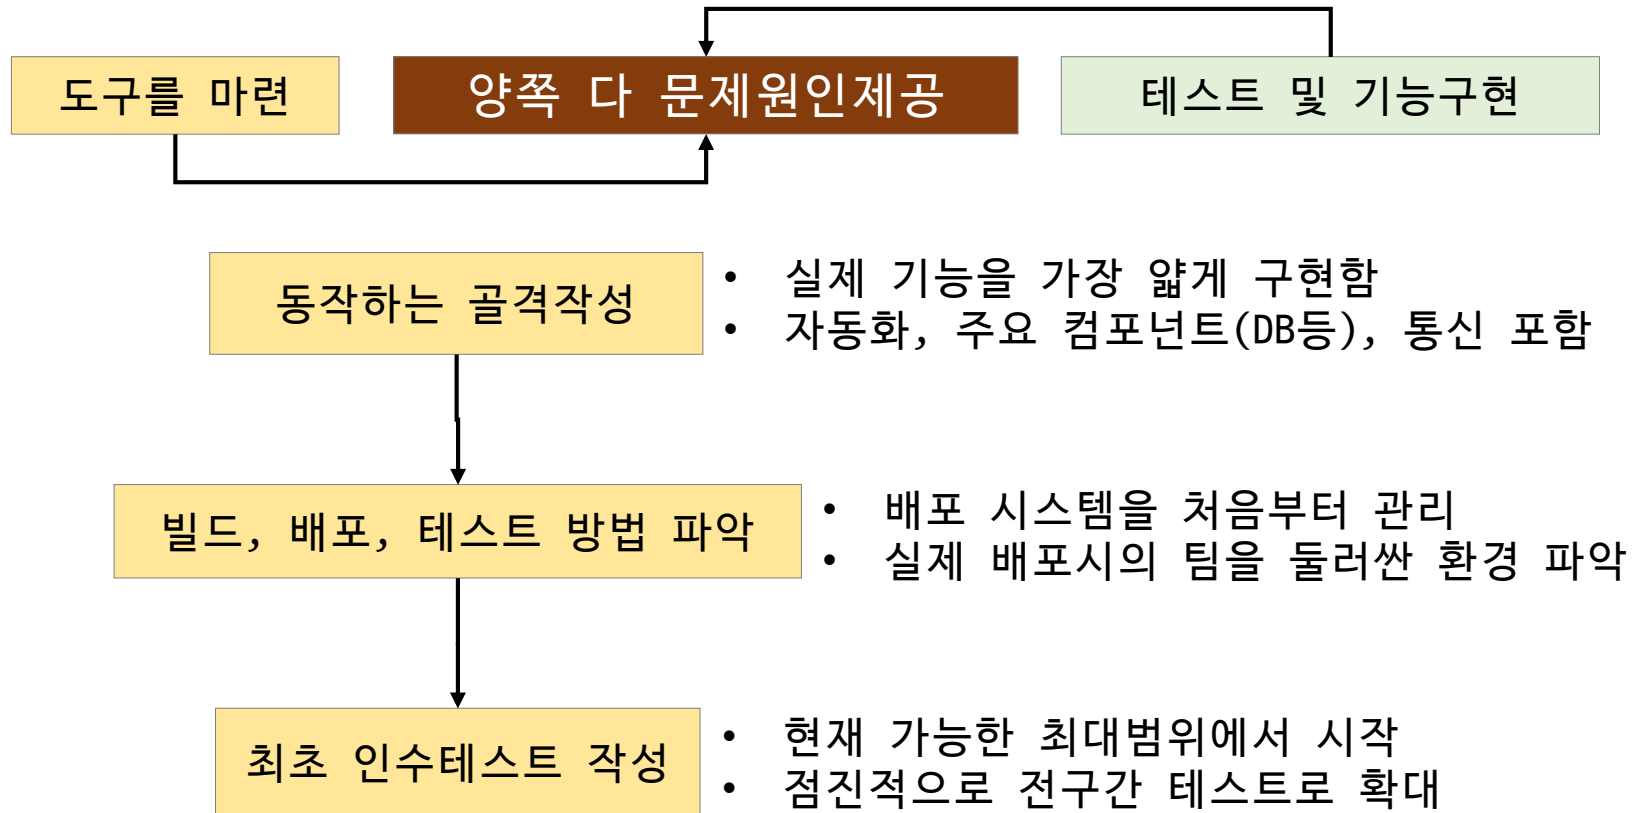 도구를 마련
양쪽 다 문제원인제공
테스트 및 기능구현
동작하는 골격작성
• 실제 기능을 가장 얇게 구현함
• 자동화, 주요 컴포넌트(DB등), 통신 포함
빌드, 배포, 테스트 방법 파악
• 배포 시스템을 처음부터 관리
• 실제 배포시의 팀을 둘러싼 환경 파악
최초 인수테스트 작성
• 현재 가능한 최대범위에서 시작
• 점진적으로 전구간 테스트로 확대